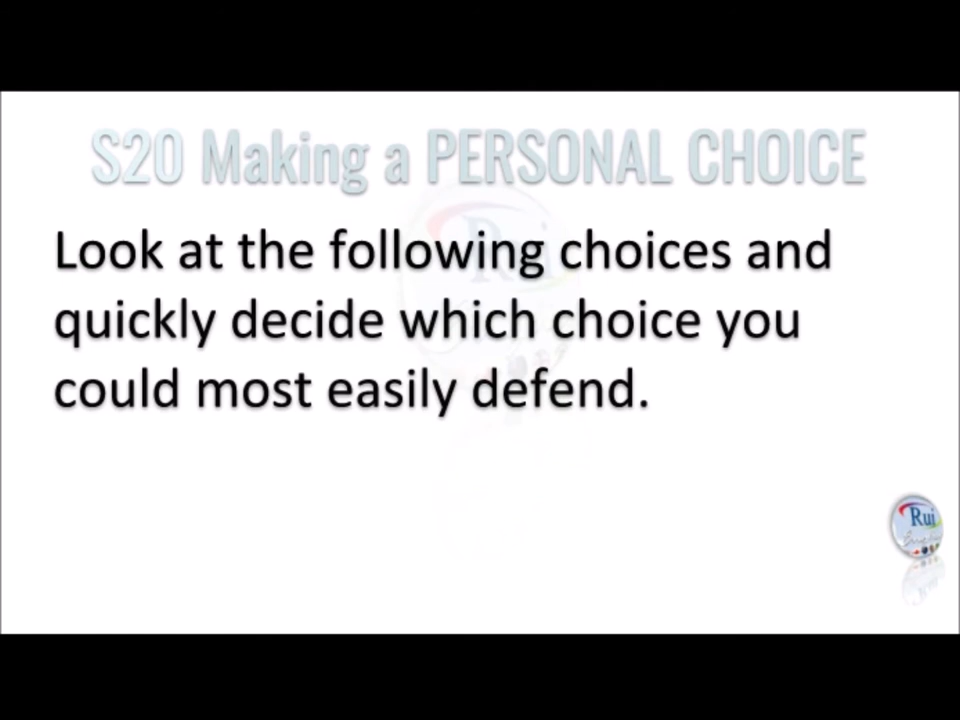 S20 Making a PERSONAL CHOICE
Look at the following choices and
quickly decide which choice you
could most easily defend.
Rui